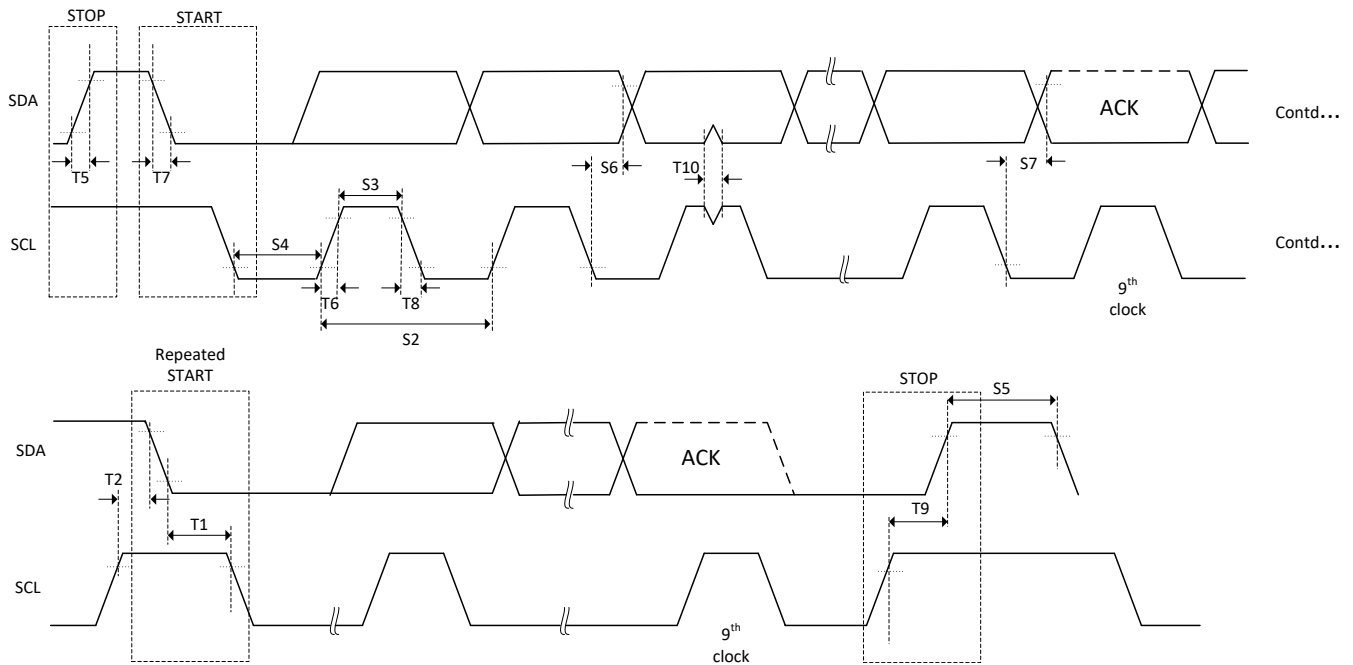 STOP
START
SDA
ACK
Contd...
T5
T7
S6
T10
S7
S3
SCL
S4
Contd...
T6
T8
S2
9th
clock
Repeated
START
STOP
S5
SDA
ACK
T2
T9
T1
SCL
9th
clock